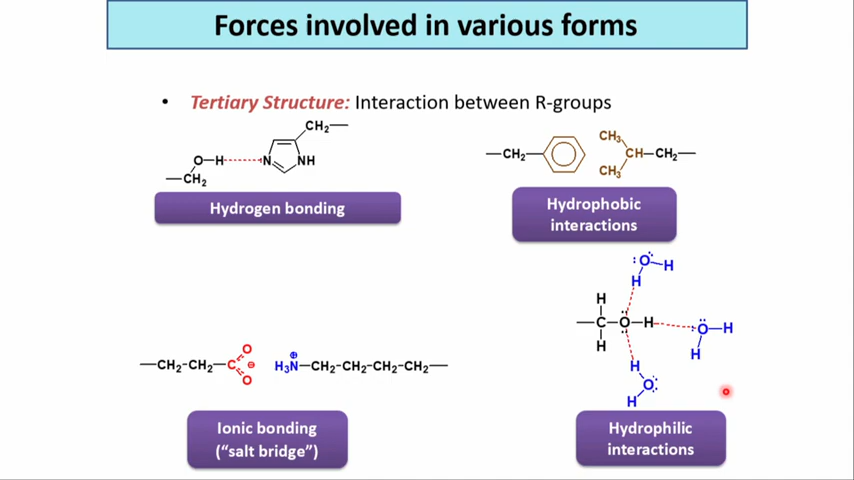 Forces involved in various forms
• Tertiary Structure: Interaction between R-groups
CH₂
O—H
N
NH
CH₂
Hydrogen bonding
CH₂
CH₃
CH—CH₂
CH₃
Hydrophobic
interactions
CH₂-CH₂—C
O
⊖
O
⊕
H₃N—CH₂-CH₂-CH₂-CH₂
Ionic bonding
("salt bridge")
:Ö—H
H
H
C—Ö—H
H
:Ö—H
H
H
O:
H
Hydrophilic
interactions